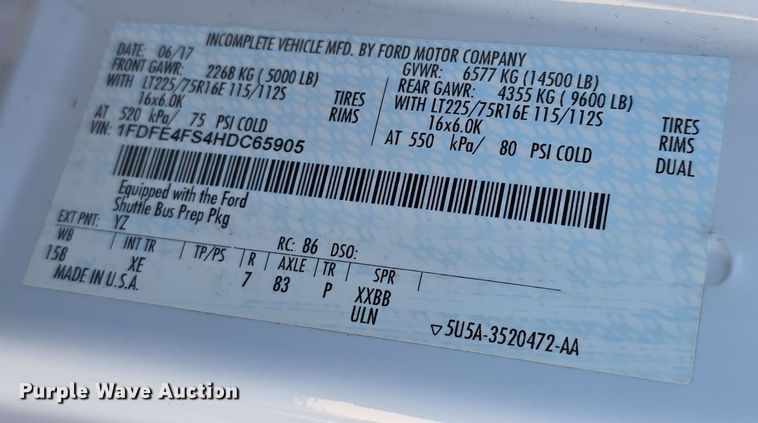 INCOMPLETE VEHICLE MFD. BY FORD MOTOR COMPANY
DATE: 06/17 GVWR: 6577 KG (14500 LB)
FRONT GAWR: 2268 KG (5000 LB) REAR GAWR: 4355 KG (9600 LB)
WITH LT225/75R16E 115/112S TIRES WITH LT225/75R16E 115/112S TIRES
16x6.0K RIMS 16x6.0K RIMS
AT 520 kPa/ 75 PSI COLD AT 550 kPa/ 80 PSI COLD DUAL
VIN: 1FDFE4FS4HDC65905
Equipped with the Ford
Shuttle Bus Prep Pkg
EXT PNT: YZ RC: 86 DSO:
WB INT TR TP/PS R AXLE TR SPR
158 XE 7 83 P XXBB
MADE IN U.S.A. ULN
▽5U5A-3520472-AA
Purple Wave Auction